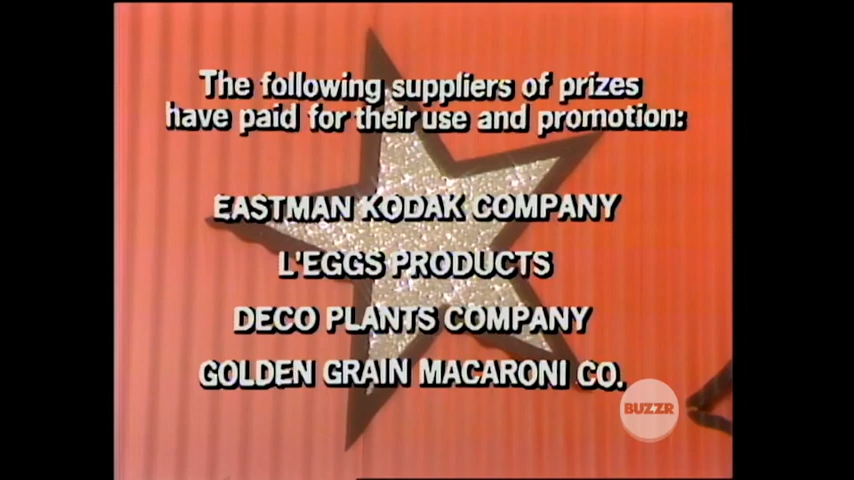 The following suppliers of prizes
have paid for their use and promotion:
EASTMAN KODAK COMPANY
L'EGGS PRODUCTS
DECO PLANTS COMPANY
GOLDEN GRAIN MACARONI CO.
BUZZR